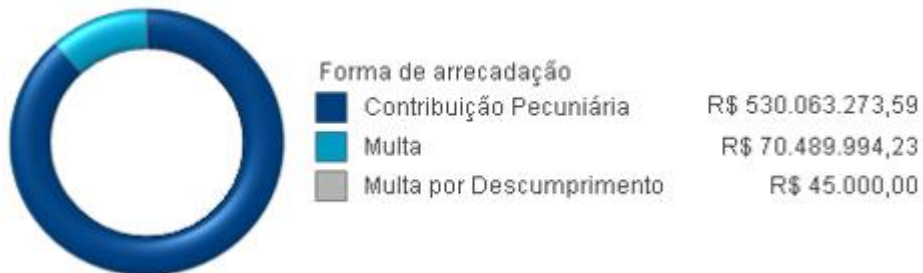 Forma de arrecadação
Contribuição Pecuniária R$ 530.063.273,59
Multa R$ 70.489.994,23
Multa por Descumprimento R$ 45.000,00